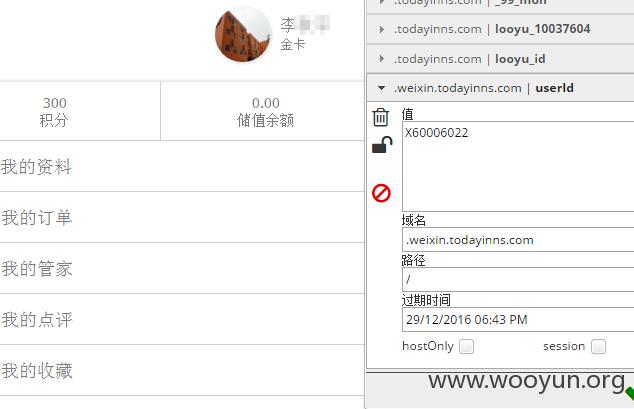 李
金卡
300
积分
0.00
储值余额
我的资料
我的订单
我的管家
我的点评
我的收藏
.todayinns.com | _99_mon
.todayinns.com | looyu_10037604
.todayinns.com | looyu_id
.weixin.todayinns.com | userId
值
X60006022
域名
.weixin.todayinns.com
路径
/
过期时间
29/12/2016 06:43 PM
hostOnly
session
www.wooyun.org